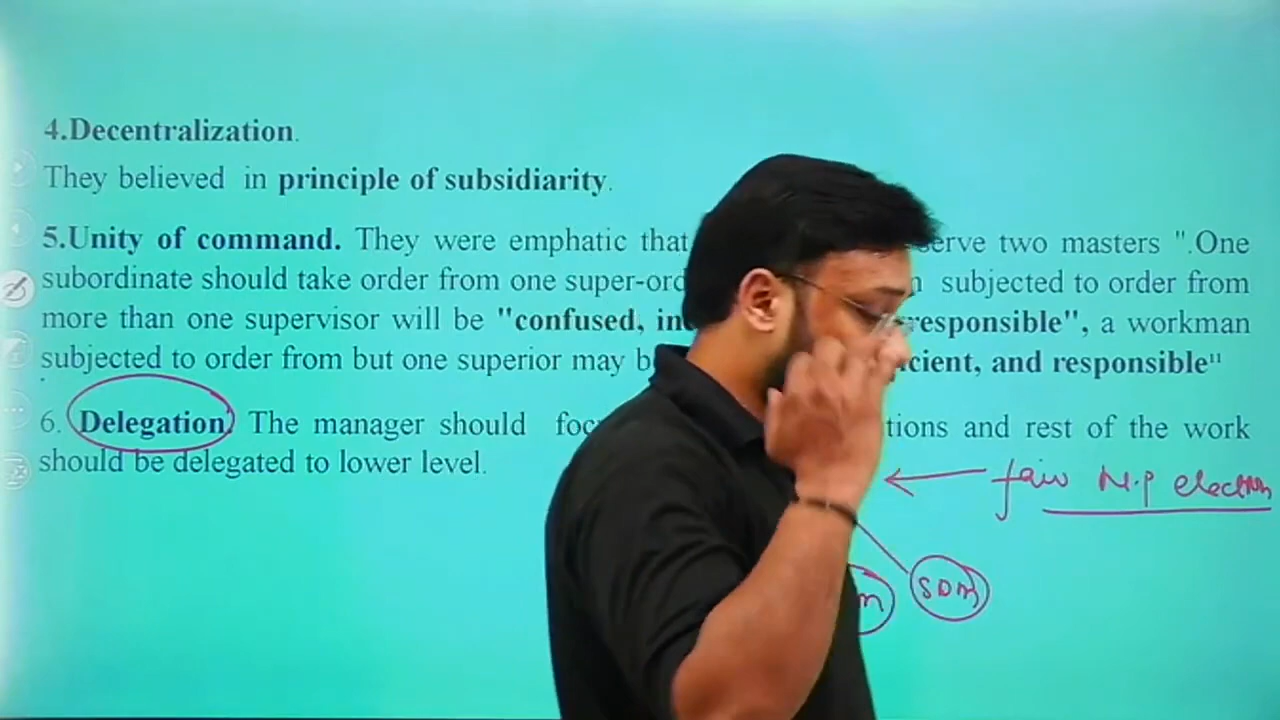 4.Decentralization.
They believed in principle of subsidiarity.
5.Unity of command. They were emphatic that erve two masters ".One
subordinate should take order from one super-ord n subjected to order from
more than one supervisor will be "confused, in responsible", a workman
subjected to order from but one superior may b cient, and responsible"
6. Delegation. The manager should foc tions and rest of the work
should be delegated to lower level.
fair M.P election
m SDM